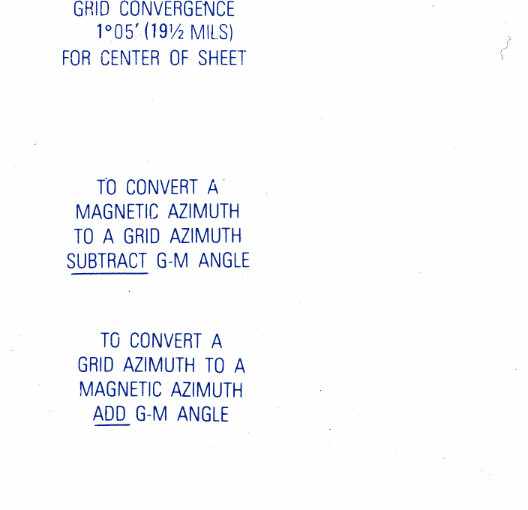 GRID CONVERGENCE
1°05′ (19½ MILS)
FOR CENTER OF SHEET
TO CONVERT A
MAGNETIC AZIMUTH
TO A GRID AZIMUTH
SUBTRACT G-M ANGLE
TO CONVERT A
GRID AZIMUTH TO A
MAGNETIC AZIMUTH
ADD G-M ANGLE